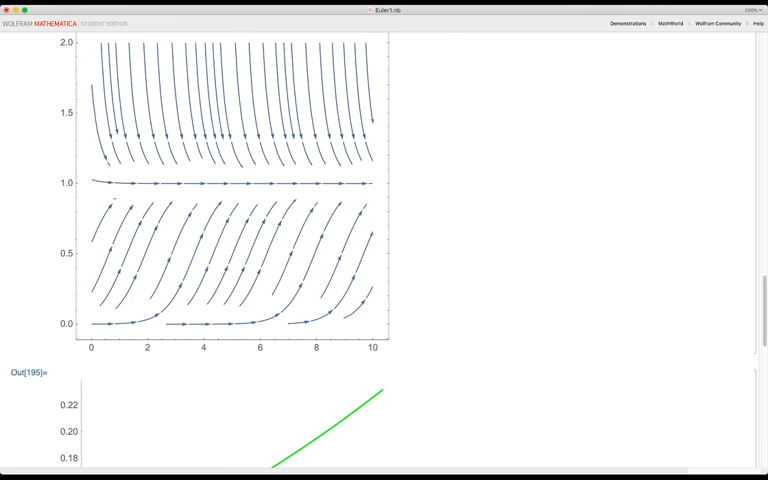 Euler1.nb
WOLFRAM MATHEMATICA | STUDENT EDITION
Demonstrations | MathWorld | Wolfram Community | Help
2.0
1.5
1.0
0.5
0.0
0 2 4 6 8 10
Out[195]=
0.22
0.20
0.18